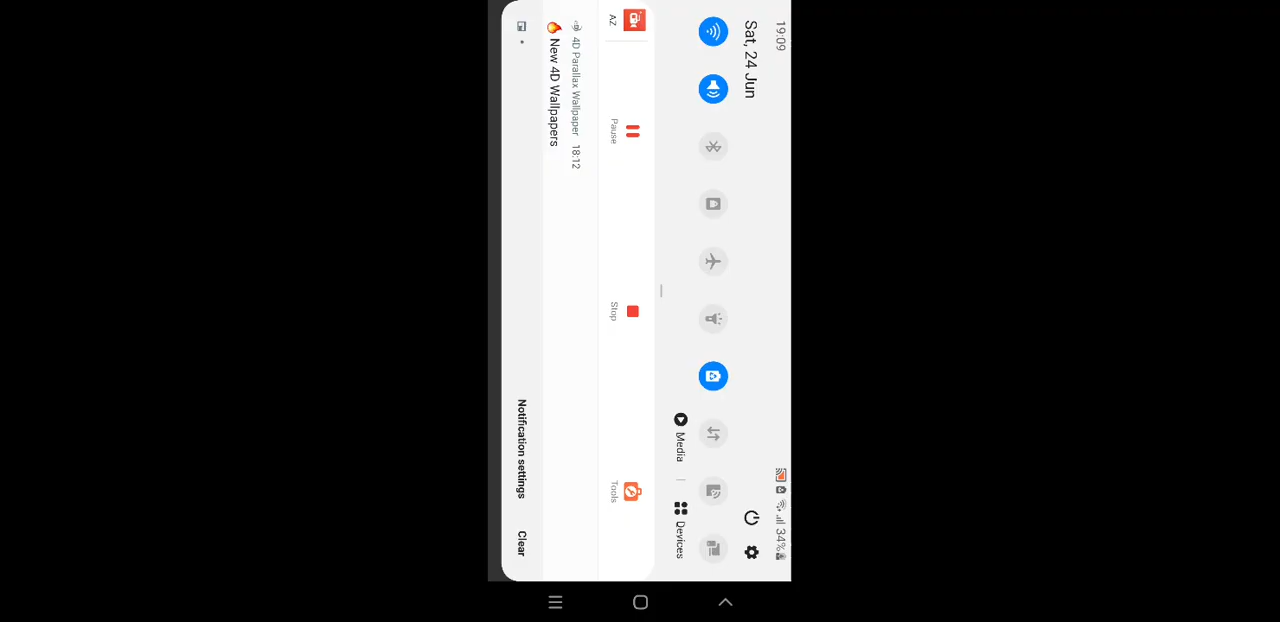 19:09
34%
Sat, 24 Jun
Media
Devices
AZ
Pause
Stop
Tools
4D Parallax Wallpaper 18:12
🔥 New 4D Wallpapers
Notification settings
Clear